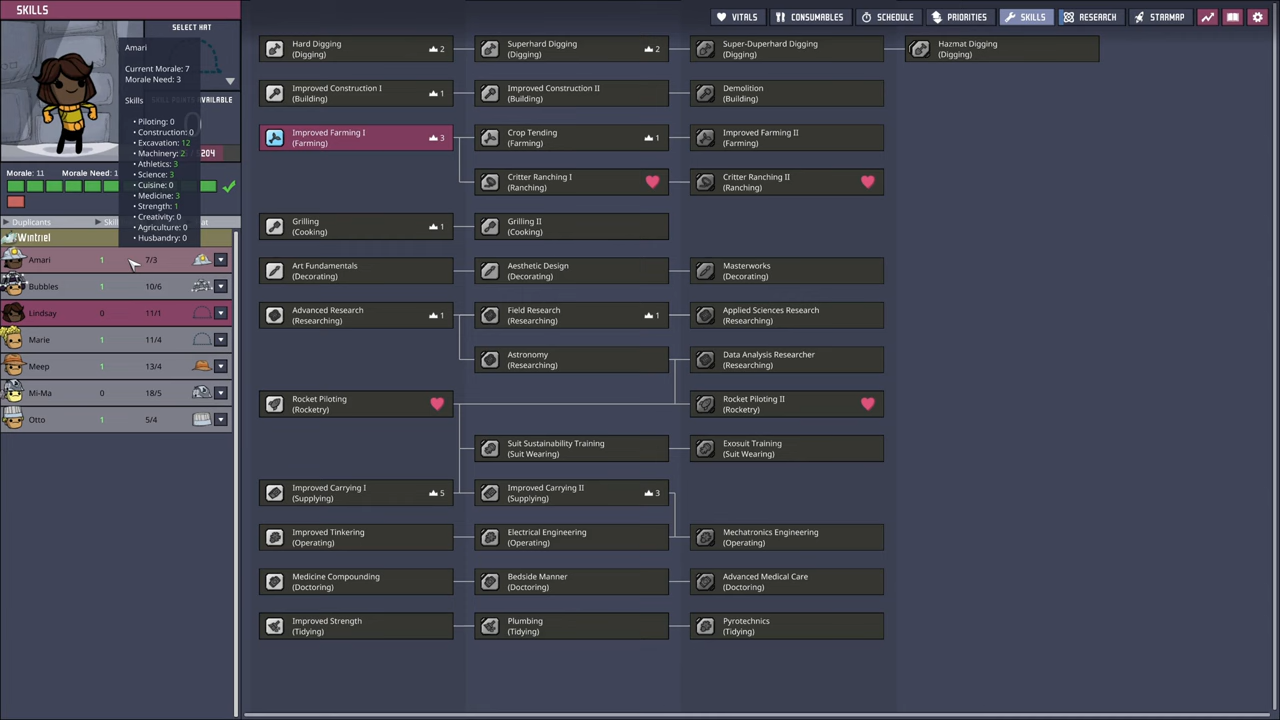 SKILLS
VITALS
CONSUMABLES
SCHEDULE
PRIORITIES
SKILLS
RESEARCH
STARMAP
SELECT HAT
Amari
Current Morale: 7
Morale Need: 3
Skills
• Piloting: 0
• Construction: 0
• Excavation: 12
• Machinery: 2
• Athletics: 3
• Science: 3
• Cuisine: 0
• Medicine: 3
• Strength: 1
• Creativity: 0
• Agriculture: 0
• Husbandry: 0
AVAILABLE
204
Morale: 11
Morale Need: 1
Duplicants
Wintriel
Amari 1 7/3
Bubbles 1 10/6
Lindsay 0 11/1
Marie 1 11/4
Meep 1 13/4
Mi-Ma 0 18/5
Otto 1 5/4
Hard Digging 2
(Digging)
Superhard Digging 2
(Digging)
Super-Duperhard Digging
(Digging)
Hazmat Digging
(Digging)
Improved Construction I 1
(Building)
Improved Construction II
(Building)
Demolition
(Building)
Improved Farming I 3
(Farming)
Crop Tending 1
(Farming)
Improved Farming II
(Farming)
Critter Ranching I
(Ranching)
Critter Ranching II
(Ranching)
Grilling 1
(Cooking)
Grilling II
(Cooking)
Art Fundamentals
(Decorating)
Aesthetic Design
(Decorating)
Masterworks
(Decorating)
Advanced Research 1
(Researching)
Field Research 1
(Researching)
Applied Sciences Research
(Researching)
Astronomy
(Researching)
Data Analysis Researcher
(Researching)
Rocket Piloting
(Rocketry)
Rocket Piloting II
(Rocketry)
Suit Sustainability Training
(Suit Wearing)
Exosuit Training
(Suit Wearing)
Improved Carrying I 5
(Supplying)
Improved Carrying II 3
(Supplying)
Improved Tinkering
(Operating)
Electrical Engineering
(Operating)
Mechatronics Engineering
(Operating)
Medicine Compounding
(Doctoring)
Bedside Manner
(Doctoring)
Advanced Medical Care
(Doctoring)
Improved Strength
(Tidying)
Plumbing
(Tidying)
Pyrotechnics
(Tidying)